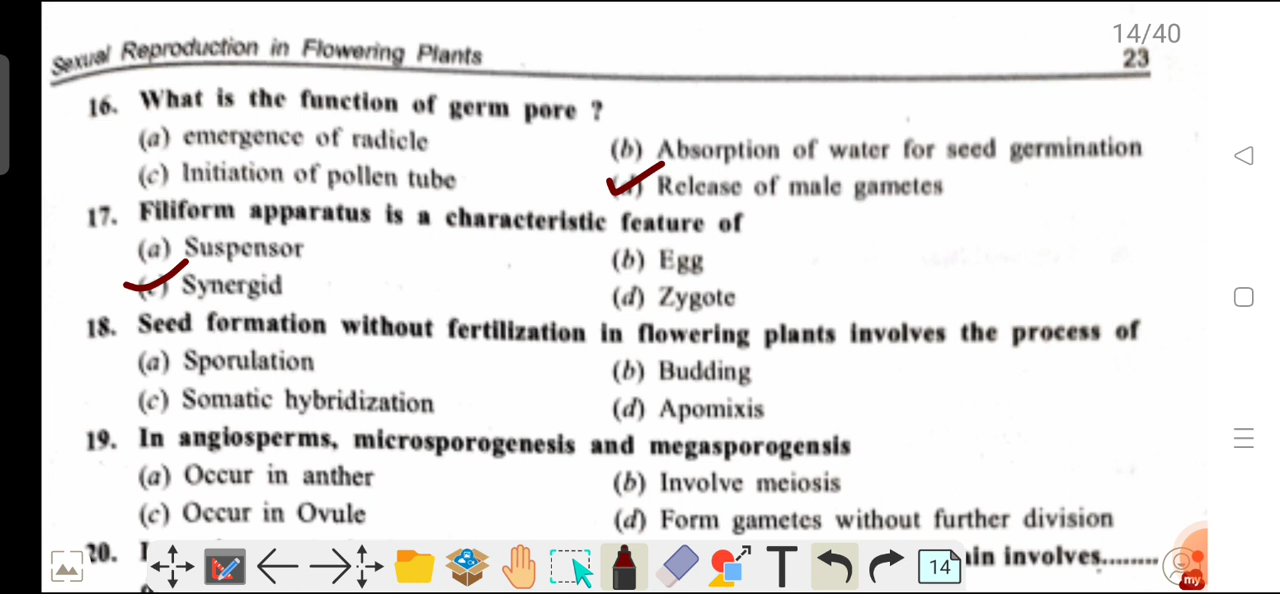 14/40
Sexual Reproduction in Flowering Plants
23
16. What is the function of germ pore ?
(a) emergence of radicle
(b) Absorption of water for seed germination
(c) Initiation of pollen tube
Release of male gametes
17. Filiform apparatus is a characteristic feature of
(a) Suspensor
(b) Egg
Synergid
(d) Zygote
18. Seed formation without fertilization in flowering plants involves the process of
(a) Sporulation
(b) Budding
(c) Somatic hybridization
(d) Apomixis
19. In angiosperms, microsporogenesis and megasporogensis
(a) Occur in anther
(b) Involve meiosis
(c) Occur in Ovule
(d) Form gametes without further division
20. involves.........
T
14
my